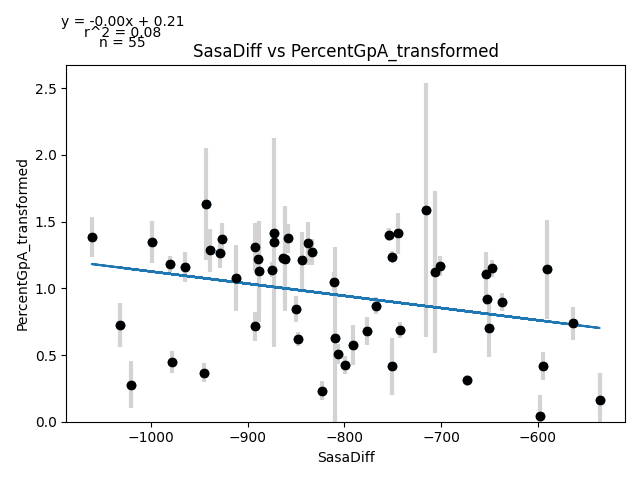 y = -0.00x + 0.21
r^2 = 0.08
n = 55
SasaDiff vs PercentGpA_transformed
PercentGpA_transformed
2.5
2.0
1.5
1.0
0.5
0.0
−1000 −900 −800 −700 −600
SasaDiff